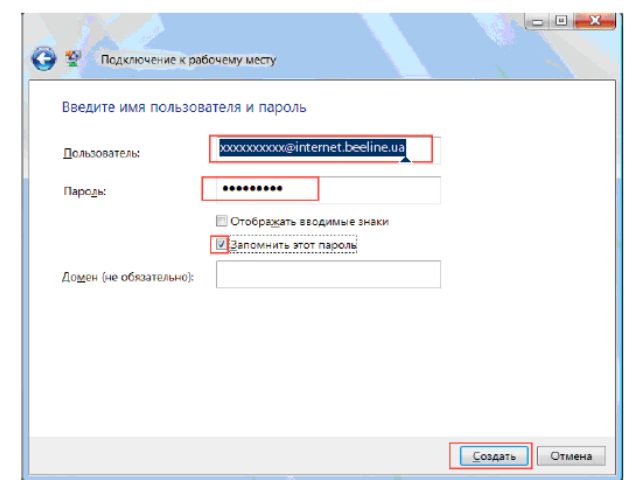 Подключение к рабочему месту
Введите имя пользователя и пароль
Пользователь:
xxxxxxxxxx@internet.beeline.ua
Пароль:
•••••••••
Отображать вводимые знаки
Запомнить этот пароль
Домен (не обязательно):
Создать
Отмена